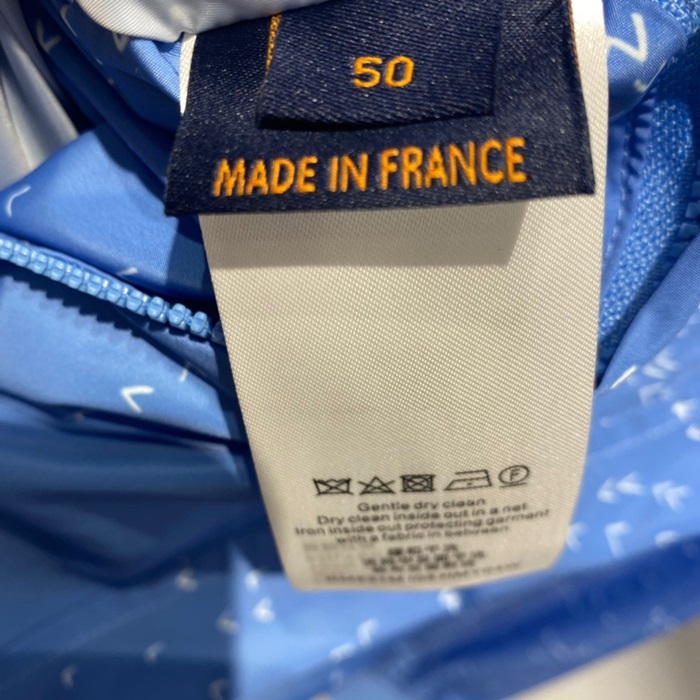 50
MADE IN FRANCE
Gentle dry clean
Dry clean inside out in a net
Iron inside out protecting garment
with a fabric in between